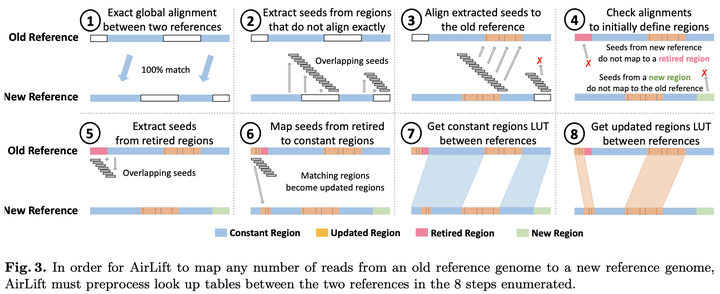 1
Exact global alignment
between two references
2
Extract seeds from regions
that do not align exactly
3
Align extracted seeds to
the old reference
4
Check alignments
to initially define regions
Old Reference
100% match
Overlapping seeds
✗
✗
Seeds from new reference
do not map to a retired region
Seeds from a new region
do not map to the old reference
✗
New Reference
5
Extract seeds
from retired regions
6
Map seeds from retired
to constant regions
7
Get constant regions LUT
between references
8
Get updated regions LUT
between references
Old Reference
Overlapping seeds
Matching regions
become updated regions
New Reference
Constant Region
Updated Region
Retired Region
New Region
Fig. 3. In order for AirLift to map any number of reads from an old reference genome to a new reference genome,
AirLift must preprocess look up tables between the two references in the 8 steps enumerated.